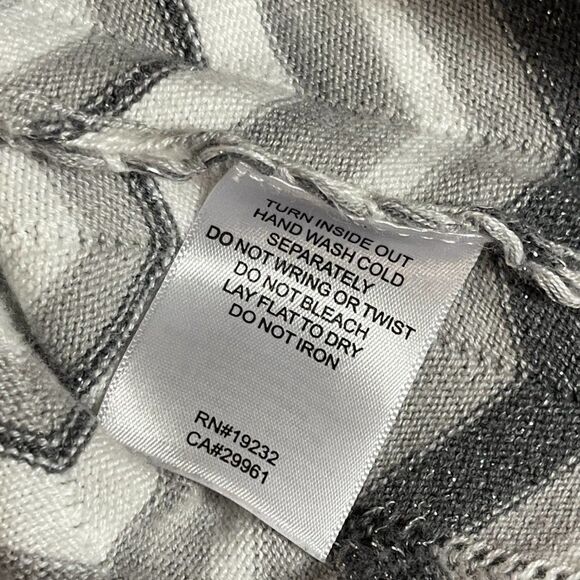 TURN INSIDE OUT
HAND WASH COLD
SEPARATELY
DO NOT WRING OR TWIST
DO NOT BLEACH
LAY FLAT TO DRY
DO NOT IRON
RN#19232
CA#29961